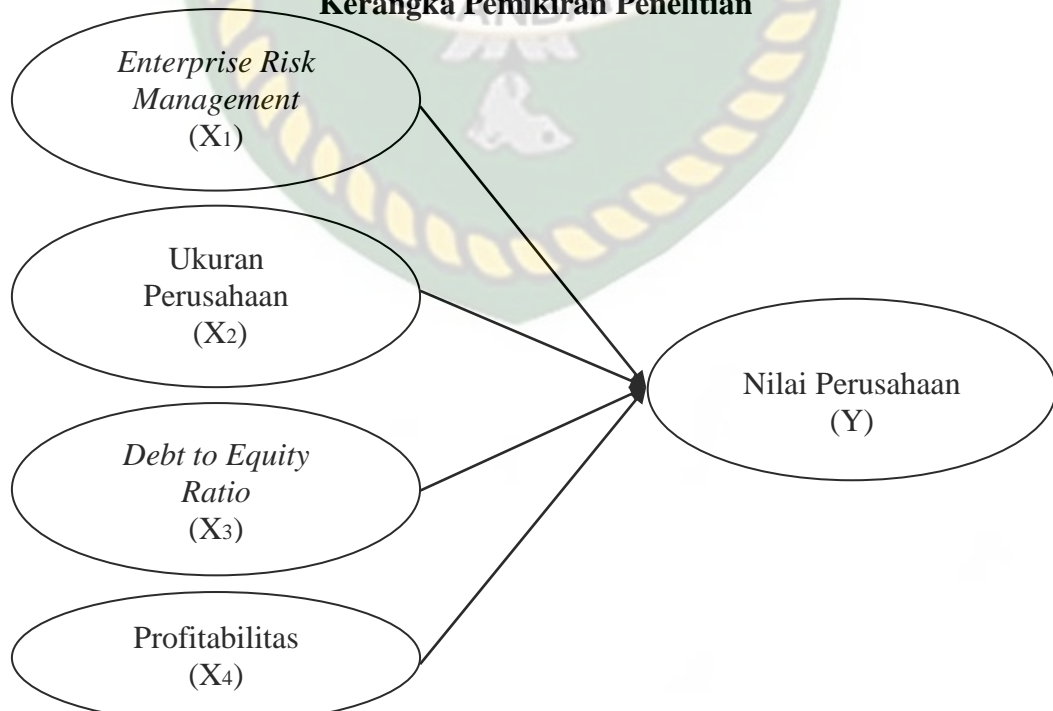 Kerangka Pemikiran Penelitian
Enterprise Risk
Management
(X1)
Ukuran
Perusahaan
(X2)
Debt to Equity
Ratio
(X3)
Profitabilitas
(X4)
Nilai Perusahaan
(Y)